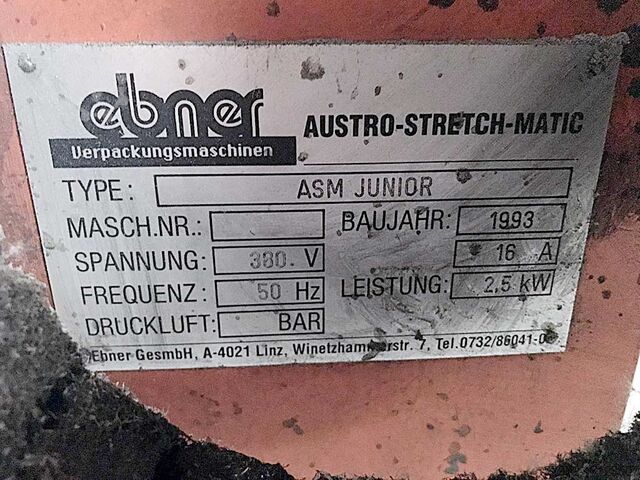 ebner
Verpackungsmaschinen
AUSTRO-STRETCH-MATIC
TYPE: ASM JUNIOR
MASCH.NR.: BAUJAHR: 1993
SPANNUNG: 380. V 16 A
FREQUENZ: 50 Hz LEISTUNG: 2,5 kW
DRUCKLUFT: BAR
Ebner GesmbH, A-4021 Linz, Winetzhammerstr. 7, Tel.0732/86041-0